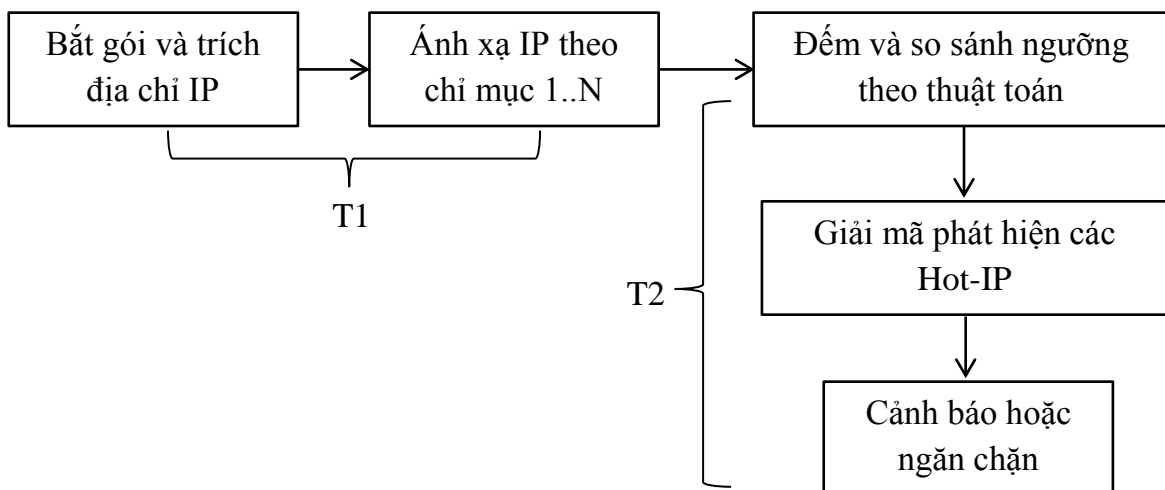 Bắt gói và trích
địa chỉ IP
Ánh xạ IP theo
chỉ mục 1..N
Đếm và so sánh ngưỡng
theo thuật toán
T1
Giải mã phát hiện các
Hot-IP
T2
Cảnh báo hoặc
ngăn chặn